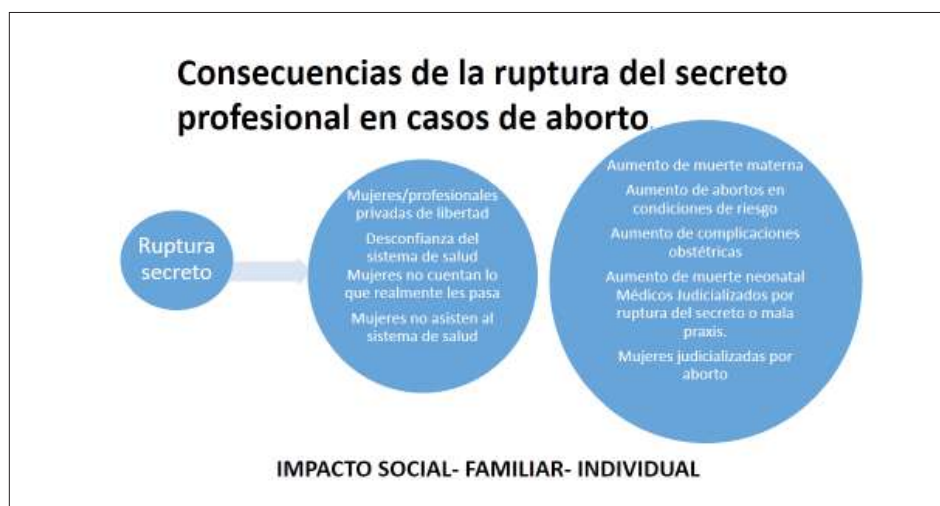 Consecuencias de la ruptura del secreto
profesional en casos de aborto
Ruptura
secreto
Mujeres/profesionales
privadas de libertad
Desconfianza del
sistema de salud
Mujeres no cuentan lo
que realmente les pasa
Mujeres no asisten al
sistema de salud
Aumento de muerte materna
Aumento de abortos en
condiciones de riesgo
Aumento de complicaciones
obstétricas
Aumento de muerte neonatal
Médicos Judicializados por
ruptura del secreto o mala
praxis.
Mujeres judicializadas por
aborto
IMPACTO SOCIAL- FAMILIAR- INDIVIDUAL